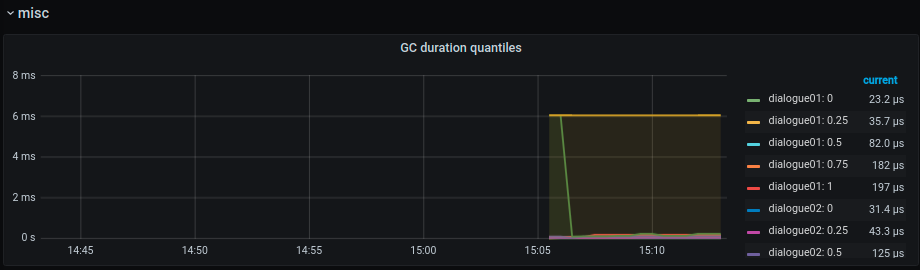 misc
GC duration quantiles
8 ms
6 ms
4 ms
2 ms
0 s
14:45 14:50 14:55 15:00 15:05 15:10
current
dialogue01: 0 23.2 µs
dialogue01: 0.25 35.7 µs
dialogue01: 0.5 82.0 µs
dialogue01: 0.75 182 µs
dialogue01: 1 197 µs
dialogue02: 0 31.4 µs
dialogue02: 0.25 43.3 µs
dialogue02: 0.5 125 µs